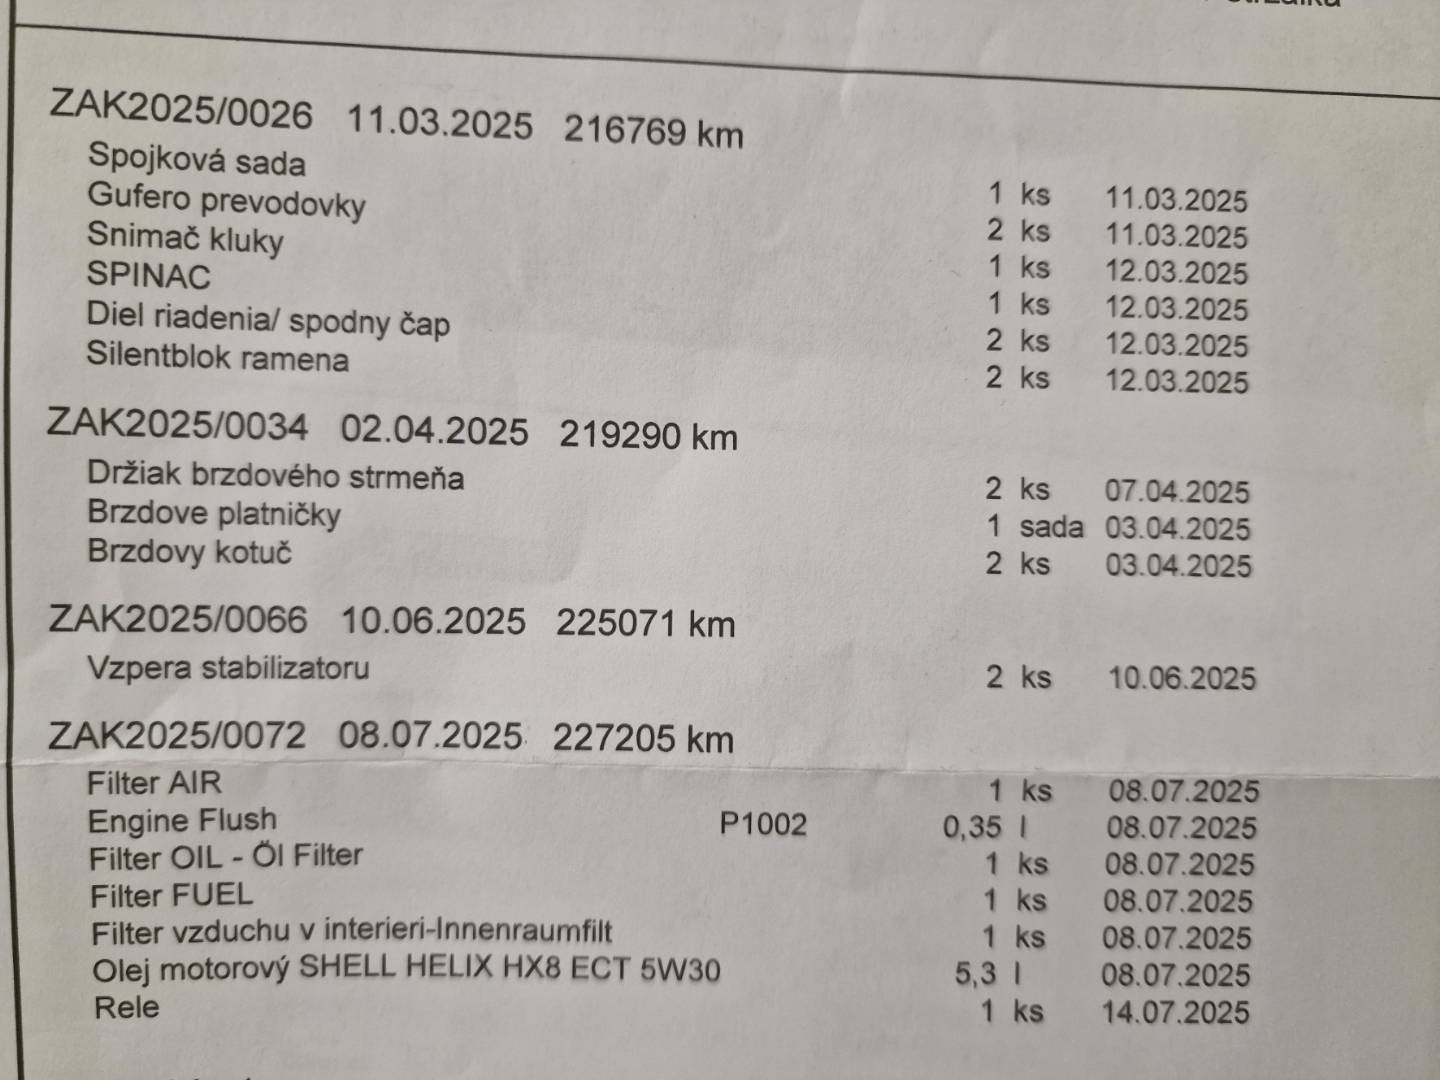 ZAK2025/0026 11.03.2025 216769 km
Spojková sada 1 ks 11.03.2025
Gufero prevodovky 2 ks 11.03.2025
Snimač kluky 1 ks 12.03.2025
SPINAC 1 ks 12.03.2025
Diel riadenia/ spodny čap 2 ks 12.03.2025
Silentblok ramena 2 ks 12.03.2025
ZAK2025/0034 02.04.2025 219290 km
Držiak brzdového strmeňa 2 ks 07.04.2025
Brzdove platničky 1 sada 03.04.2025
Brzdovy kotuč 2 ks 03.04.2025
ZAK2025/0066 10.06.2025 225071 km
Vzpera stabilizatoru 2 ks 10.06.2025
ZAK2025/0072 08.07.2025 227205 km
Filter AIR 1 ks 08.07.2025
Engine Flush P1002 0,35 l 08.07.2025
Filter OIL - Öl Filter 1 ks 08.07.2025
Filter FUEL 1 ks 08.07.2025
Filter vzduchu v interieri-Innenraumfilt 1 ks 08.07.2025
Olej motorový SHELL HELIX HX8 ECT 5W30 5,3 l 08.07.2025
Rele 1 ks 14.07.2025